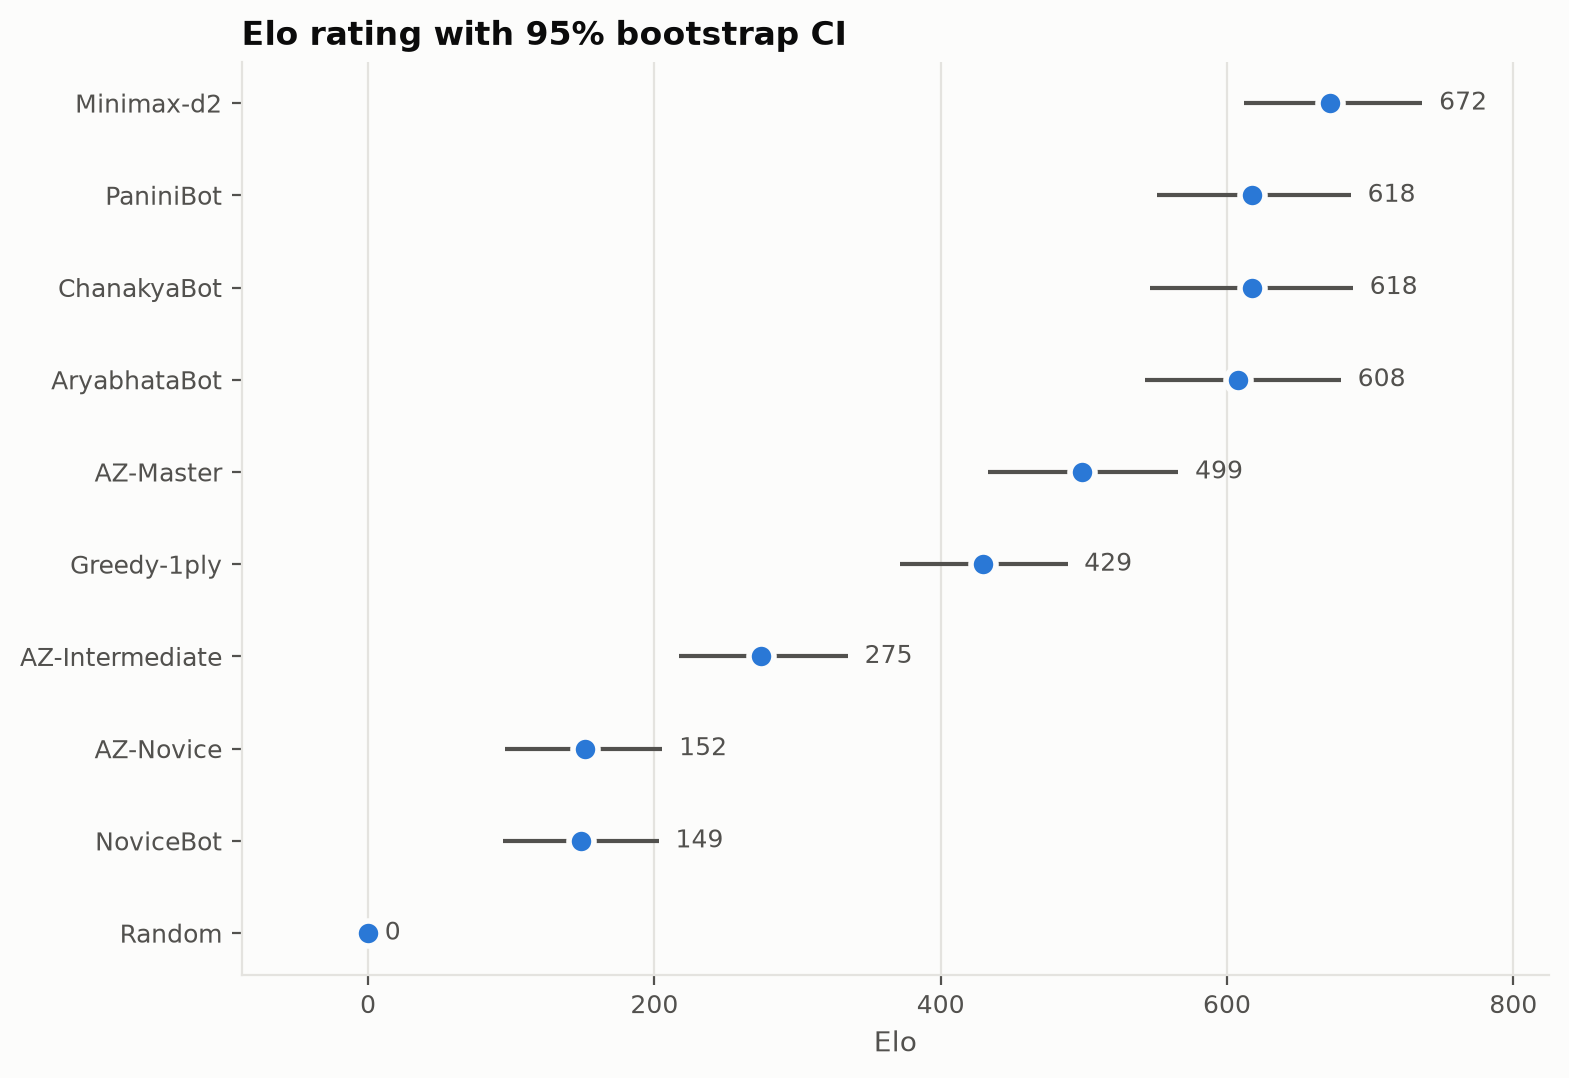 Elo rating with 95% bootstrap CI
Minimax-d2 672
PaniniBot 618
ChanakyaBot 618
AryabhataBot 608
AZ-Master 499
Greedy-1ply 429
AZ-Intermediate 275
AZ-Novice 152
NoviceBot 149
Random 0
0 200 400 600 800
Elo